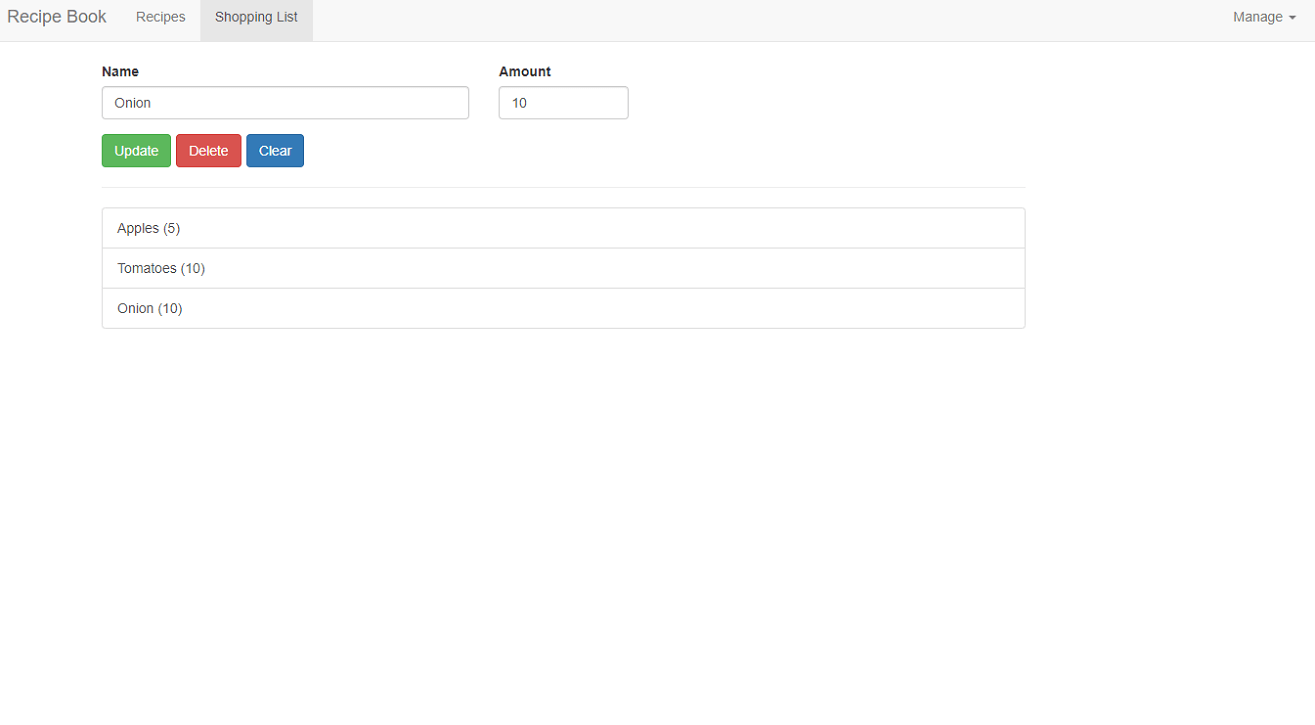 Recipe Book Recipes Shopping List Manage
Name Amount
Onion 10
Update Delete Clear
Apples (5)
Tomatoes (10)
Onion (10)